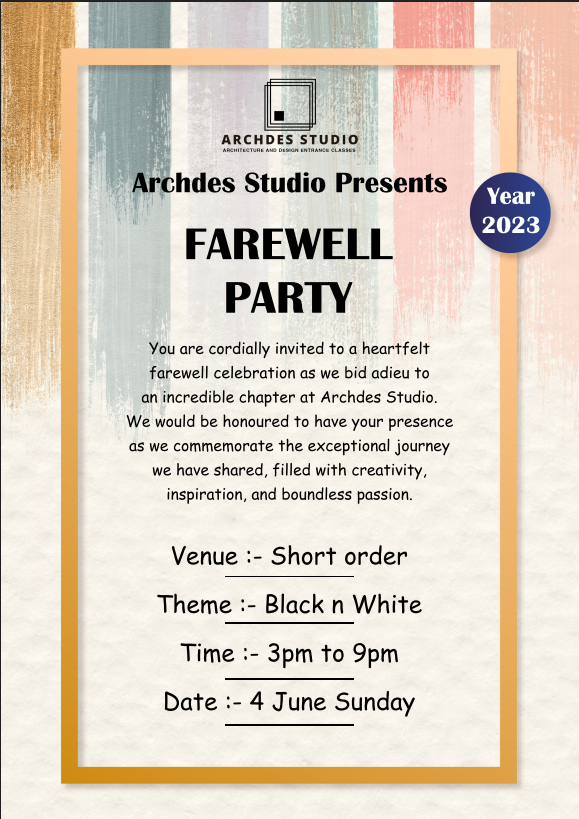 ARCHDES STUDIO
ARCHITECTURE AND DESIGN ENTRANCE CLASSES
Archdes Studio Presents
Year
2023
FAREWELL
PARTY
You are cordially invited to a heartfelt
farewell celebration as we bid adieu to
an incredible chapter at Archdes Studio.
We would be honoured to have your presence
as we commemorate the exceptional journey
we have shared, filled with creativity,
inspiration, and boundless passion.
Venue :- Short order
Theme :- Black n White
Time :- 3pm to 9pm
Date :- 4 June Sunday